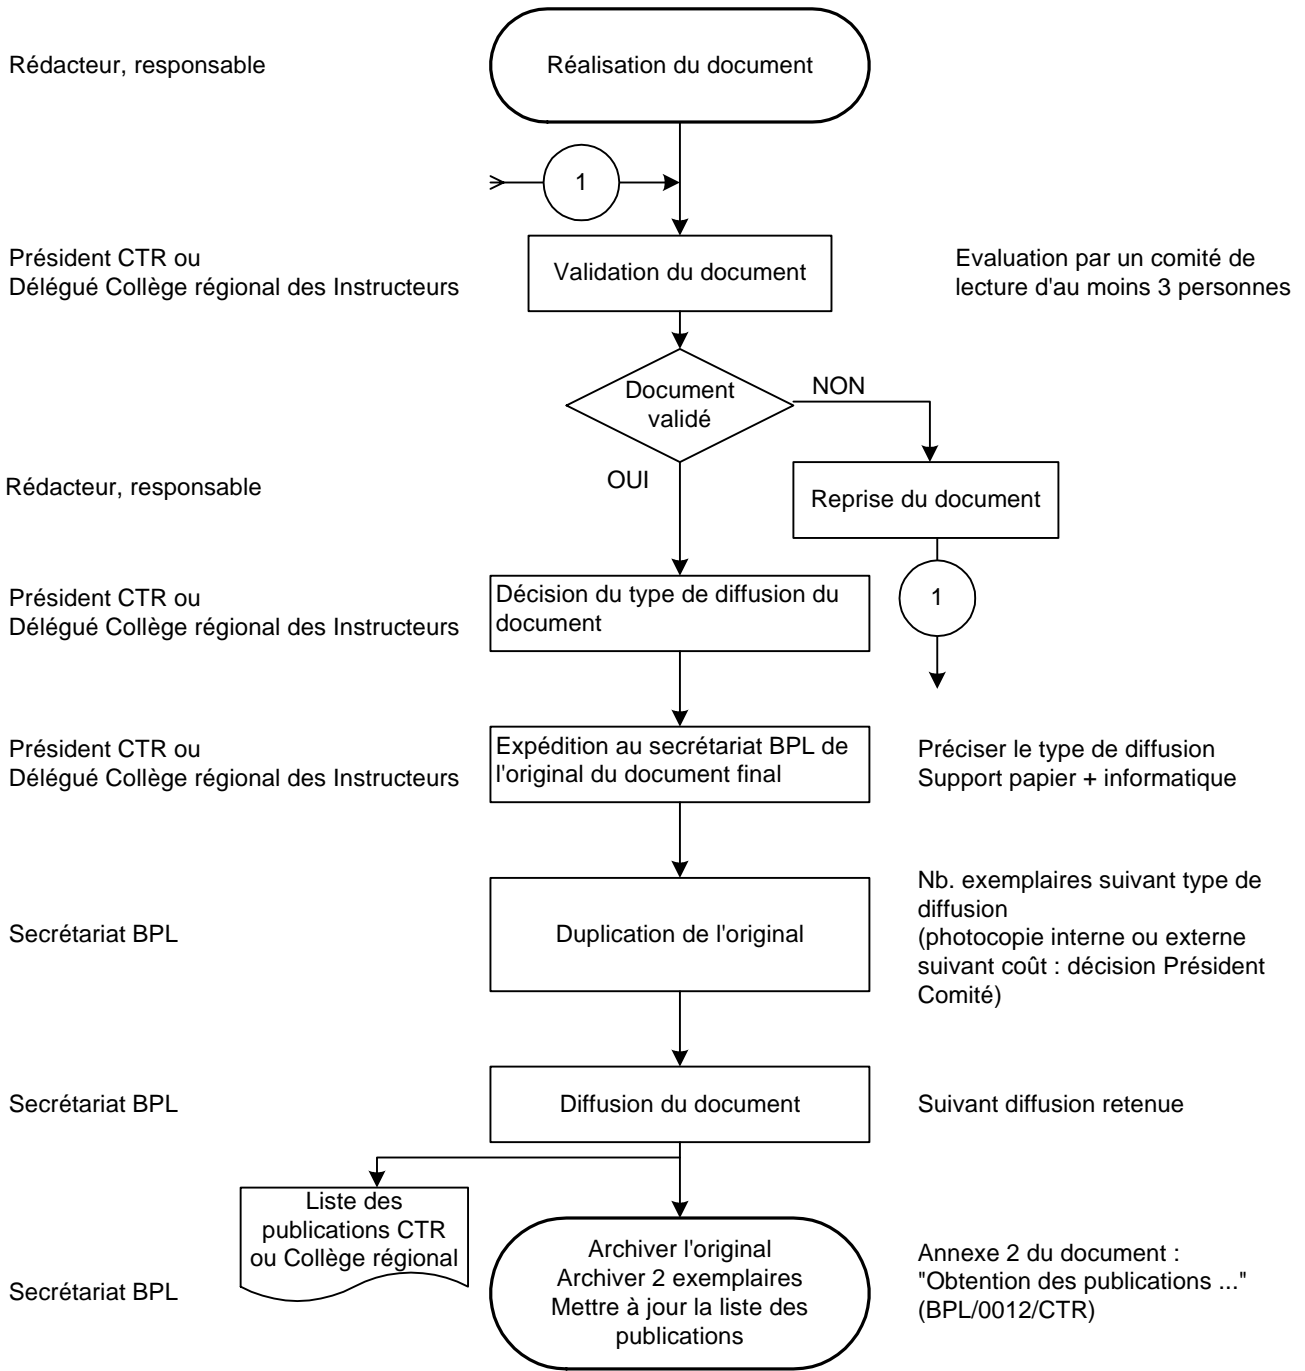 Rédacteur, responsable
Réalisation du document
1
Président CTR ou
Délégué Collège régional des Instructeurs
Validation du document
Evaluation par un comité de
lecture d'au moins 3 personnes
Document
validé
NON
OUI
Rédacteur, responsable
Reprise du document
1
Président CTR ou
Délégué Collège régional des Instructeurs
Décision du type de diffusion du
document
Président CTR ou
Délégué Collège régional des Instructeurs
Expédition au secrétariat BPL de
l'original du document final
Préciser le type de diffusion
Support papier + informatique
Secrétariat BPL
Duplication de l'original
Nb. exemplaires suivant type de
diffusion
(photocopie interne ou externe
suivant coût : décision Président
Comité)
Secrétariat BPL
Diffusion du document
Suivant diffusion retenue
Liste des
publications CTR
ou Collège régional
Secrétariat BPL
Archiver l'original
Archiver 2 exemplaires
Mettre à jour la liste des
publications
Annexe 2 du document :
"Obtention des publications ..."
(BPL/0012/CTR)